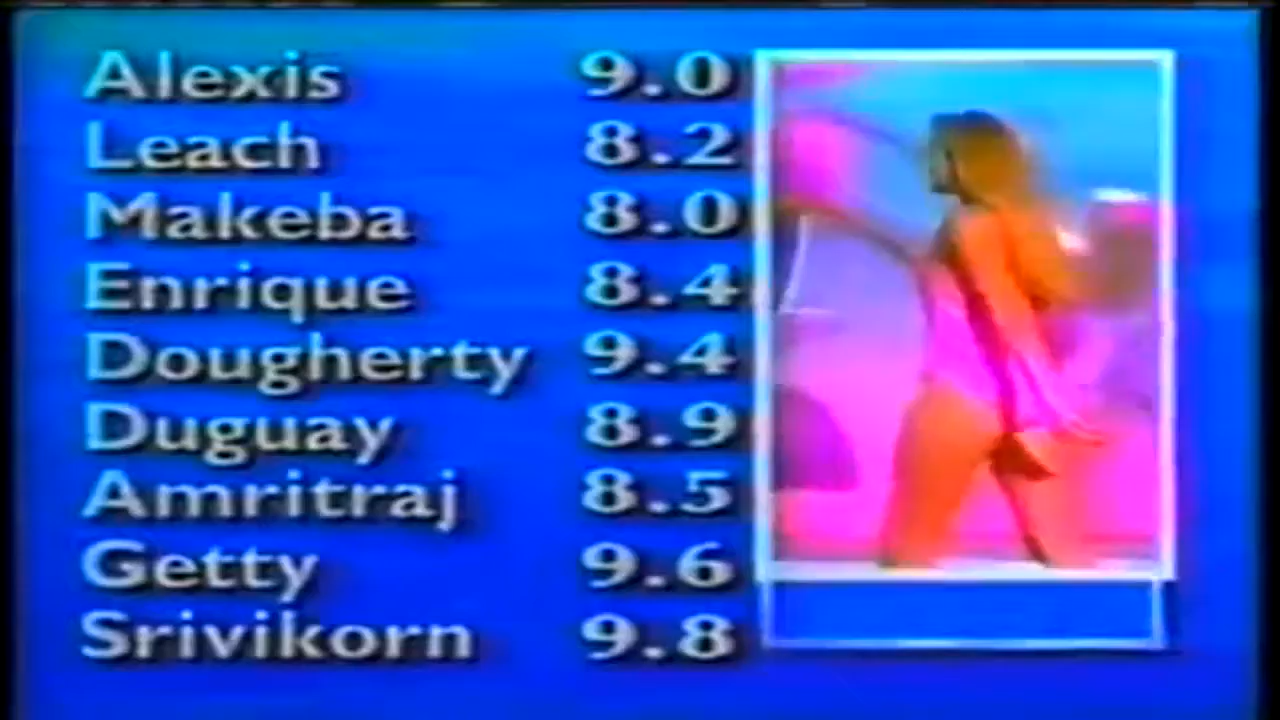 Alexis 9.0
Leach 8.2
Makeba 8.0
Enrique 8.4
Dougherty 9.4
Duguay 8.9
Amritraj 8.5
Getty 9.6
Srivikorn 9.8